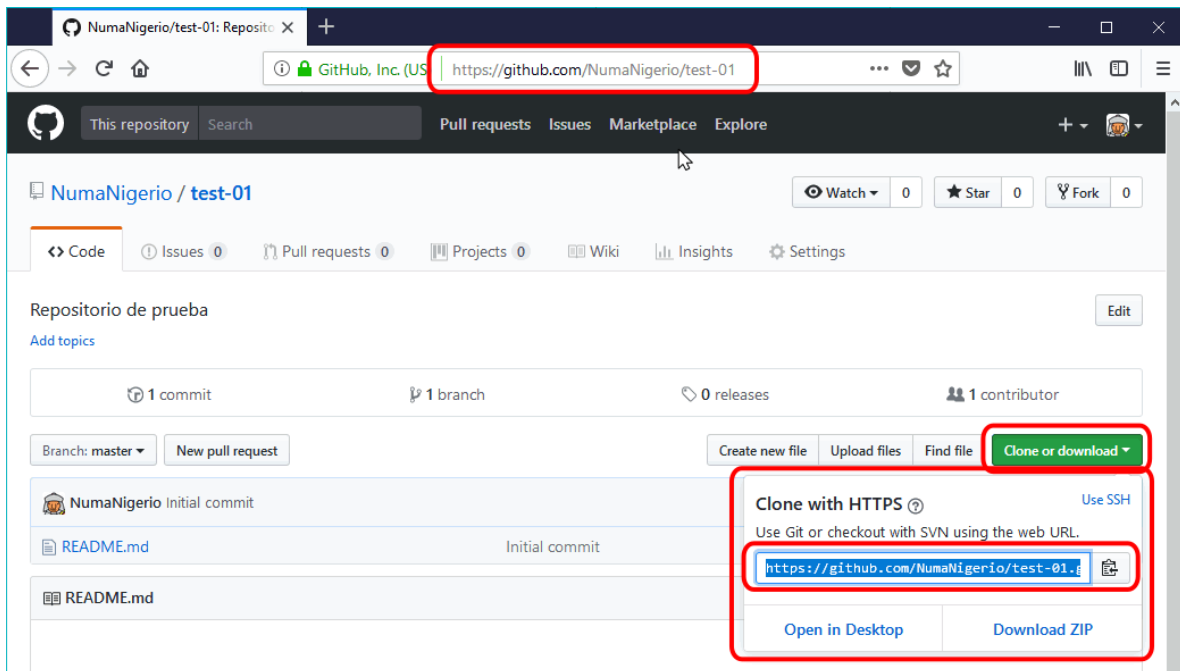 NumaNigerio/test-01: Reposito
GitHub, Inc. (US https://github.com/NumaNigerio/test-01
This repository Search Pull requests Issues Marketplace Explore
NumaNigerio / test-01 Watch 0 Star 0 Fork 0
Code Issues 0 Pull requests 0 Projects 0 Wiki Insights Settings
Repositorio de prueba Edit
Add topics
1 commit 1 branch 0 releases 1 contributor
Branch: master New pull request Create new file Upload files Find file Clone or download
NumaNigerio Initial commit
README.md Initial commit
README.md
Clone with HTTPS ? Use SSH
Use Git or checkout with SVN using the web URL.
https://github.com/NumaNigerio/test-01.g
Open in Desktop Download ZIP